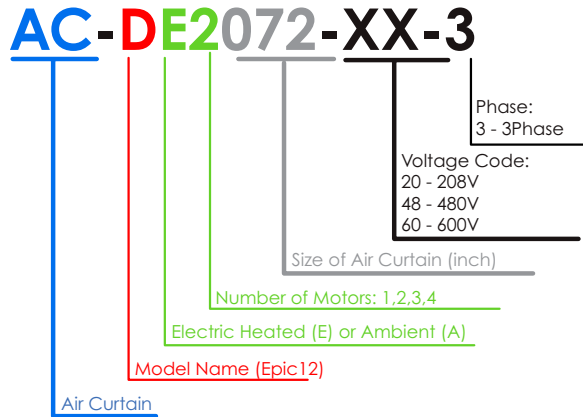 AC-DE2072-XX-3
Phase:
3 - 3Phase
Voltage Code:
20 - 208V
48 - 480V
60 - 600V
Size of Air Curtain (inch)
Number of Motors: 1,2,3,4
Electric Heated (E) or Ambient (A)
Model Name (Epic12)
Air Curtain